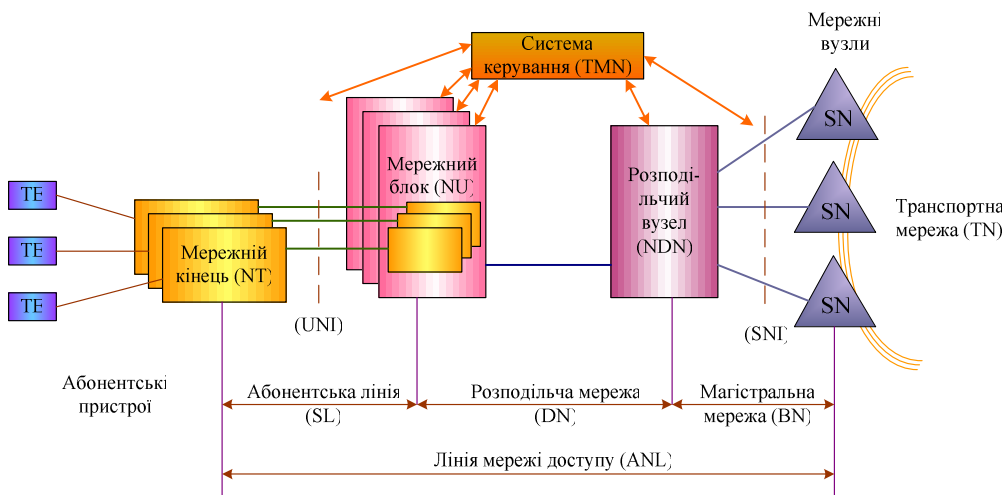 Система
керування (TMN)
Мережні
вузли
SN
Мережний
блок (NU)
Розподі-
льчий
вузел
(NDN)
TE
TE
TE
SN
Транспортна
мережа (TN)
Мережній
кінець (NT)
SN
(UNI)
(SNI)
Абонентські
пристрої
Абонентська лінія
(SL)
Розподільча мережа
(DN)
Магістральна
мережа (BN)
Лінія мережі доступу (ANL)